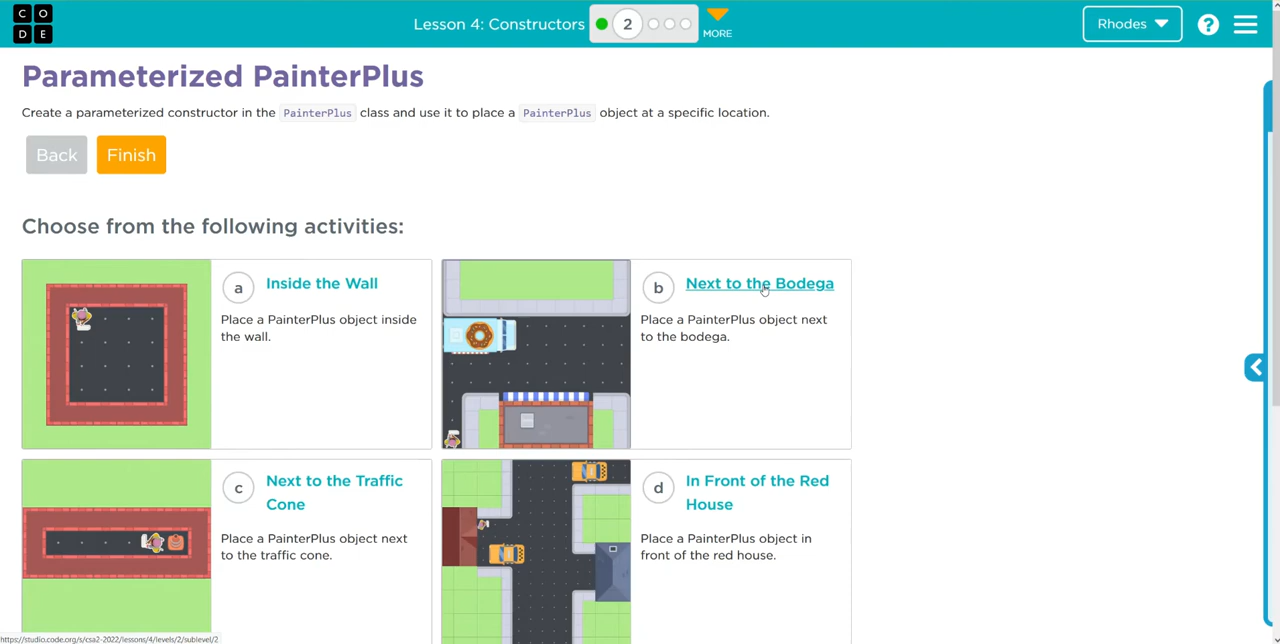 C O
D E
Lesson 4: Constructors
2
MORE
Rhodes
?
Parameterized PainterPlus
Create a parameterized constructor in the PainterPlus class and use it to place a PainterPlus object at a specific location.
Back
Finish
Choose from the following activities:
a
Inside the Wall
Place a PainterPlus object inside
the wall.
b
Next to the Bodega
Place a PainterPlus object next
to the bodega.
c
Next to the Traffic
Cone
Place a PainterPlus object next
to the traffic cone.
d
In Front of the Red
House
Place a PainterPlus object in
front of the red house.
https://studio.code.org/s/csa2-2022/lessons/4/levels/2/sublevel/2